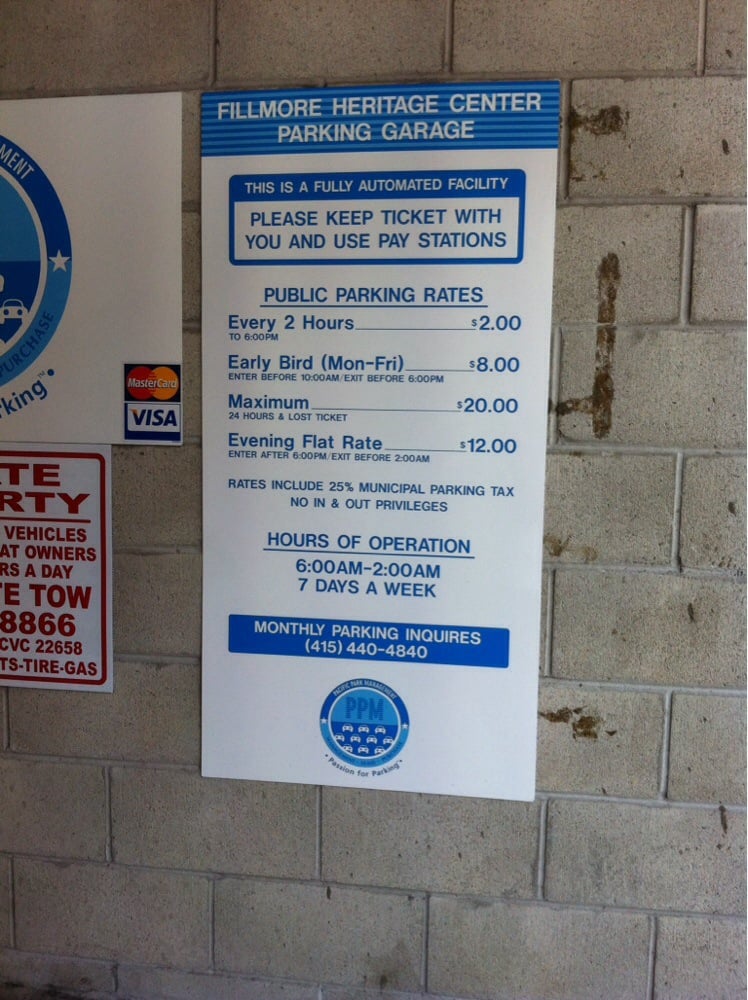 MENT
PURCHASE
rking™
MasterCard
VISA
TE
RTY
VEHICLES
AT OWNERS
RS A DAY
E TOW
8866
CVC 22658
TS-TIRE-GAS
FILLMORE HERITAGE CENTER
PARKING GARAGE
THIS IS A FULLY AUTOMATED FACILITY
PLEASE KEEP TICKET WITH
YOU AND USE PAY STATIONS
PUBLIC PARKING RATES
Every 2 Hours $2.00
TO 6:00PM
Early Bird (Mon-Fri) $8.00
ENTER BEFORE 10:00AM/EXIT BEFORE 6:00PM
Maximum $20.00
24 HOURS & LOST TICKET
Evening Flat Rate $12.00
ENTER AFTER 6:00PM/EXIT BEFORE 2:00AM
RATES INCLUDE 25% MUNICIPAL PARKING TAX
NO IN & OUT PRIVILEGES
HOURS OF OPERATION
6:00AM-2:00AM
7 DAYS A WEEK
MONTHLY PARKING INQUIRES
(415) 440-4840
PACIFIC PARK MANAGEMENT
PPM
• Passion for Parking •